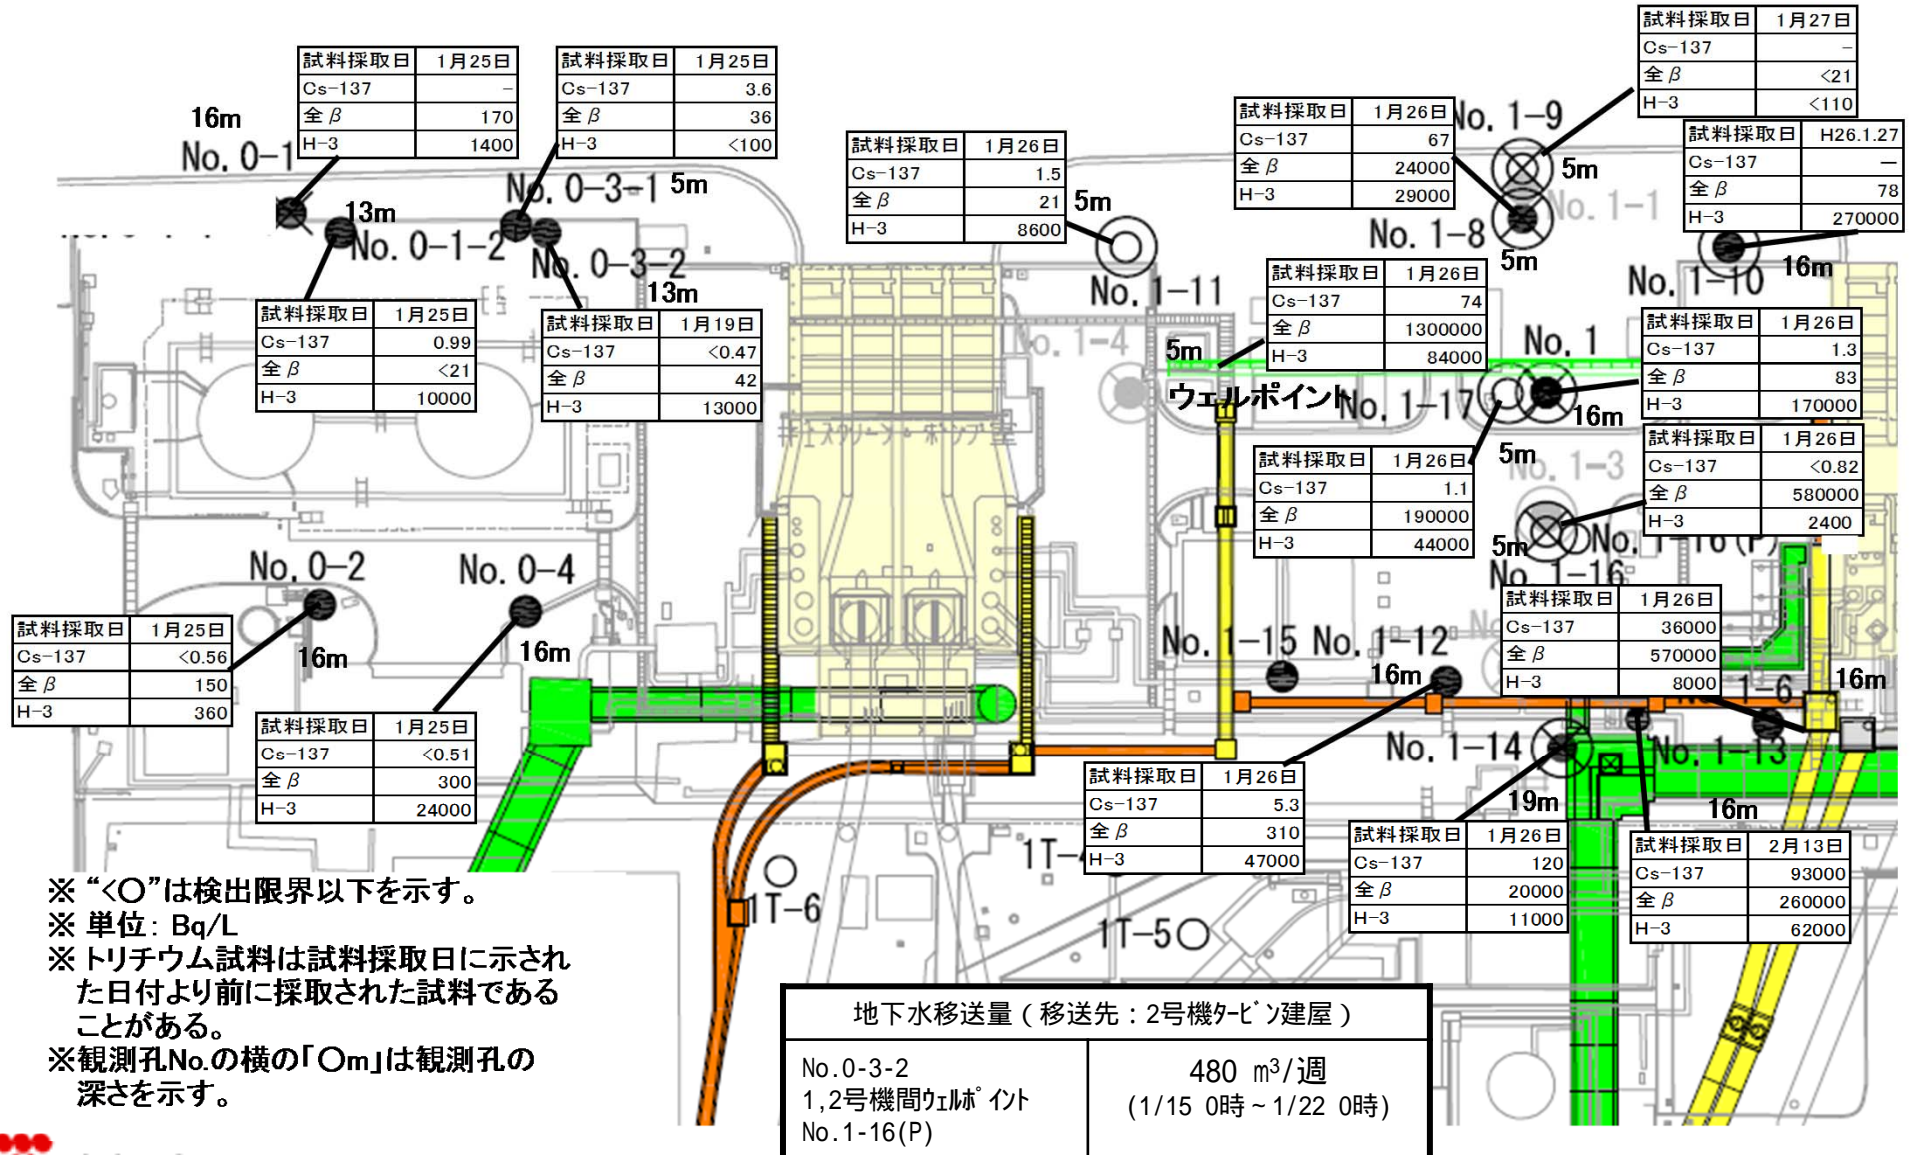 試料採取日 1月25日
Cs-137 -
全β 170
H-3 1400
16m
No. 0-1
試料採取日 1月25日
Cs-137 3.6
全β 36
H-3 <100
No. 0-3-1 5m
試料採取日 1月26日
Cs-137 1.5
全β 21
H-3 8600
5m
No. 1-11
試料採取日 1月26日
Cs-137 67
全β 24000
H-3 29000
No. 1-8
5m
試料採取日 1月27日
Cs-137 -
全β <21
H-3 <110
No. 1-9
5m
No. 1-1
試料採取日 H26.1.27
Cs-137 —
全β 78
H-3 270000
No. 1-10
16m
13m
No. 0-1-2
試料採取日 1月25日
Cs-137 0.99
全β <21
H-3 10000
No. 0-3-2
13m
試料採取日 1月19日
Cs-137 <0.47
全β 42
H-3 13000
試料採取日 1月26日
Cs-137 74
全β 1300000
H-3 84000
5m
ウェルポイント
No. 1-4
試料採取日 1月26日
Cs-137 1.3
全β 83
H-3 170000
No. 1
16m
No. 1-17
5m
試料採取日 1月26日
Cs-137 1.1
全β 190000
H-3 44000
No. 1-3
試料採取日 1月26日
Cs-137 <0.82
全β 580000
H-3 2400
5m
No. 1-16(P)
No. 1-16
No. 0-2
16m
試料採取日 1月25日
Cs-137 <0.56
全β 150
H-3 360
No. 0-4
16m
試料採取日 1月25日
Cs-137 <0.51
全β 300
H-3 24000
No. 1-15
No. 1-12
16m
試料採取日 1月26日
Cs-137 5.3
全β 310
H-3 47000
試料採取日 1月26日
Cs-137 36000
全β 570000
H-3 8000
No. 1-6
16m
No. 1-14
19m
試料採取日 1月26日
Cs-137 120
全β 20000
H-3 11000
No. 1-13
16m
試料採取日 2月13日
Cs-137 93000
全β 260000
H-3 62000
1T-6
1T-5
※ “<〇”は検出限界以下を示す。
※ 単位: Bq/L
※ トリチウム試料は試料採取日に示され
た日付より前に採取された試料である
ことがある。
※観測孔No.の横の「〇m」は観測孔の
深さを示す。
地下水移送量(移送先:2号機タービン建屋)
No.0-3-2
1,2号機間ウェルポイント
No.1-16(P)
480 m³/週
(1/15 0時~1/22 0時)